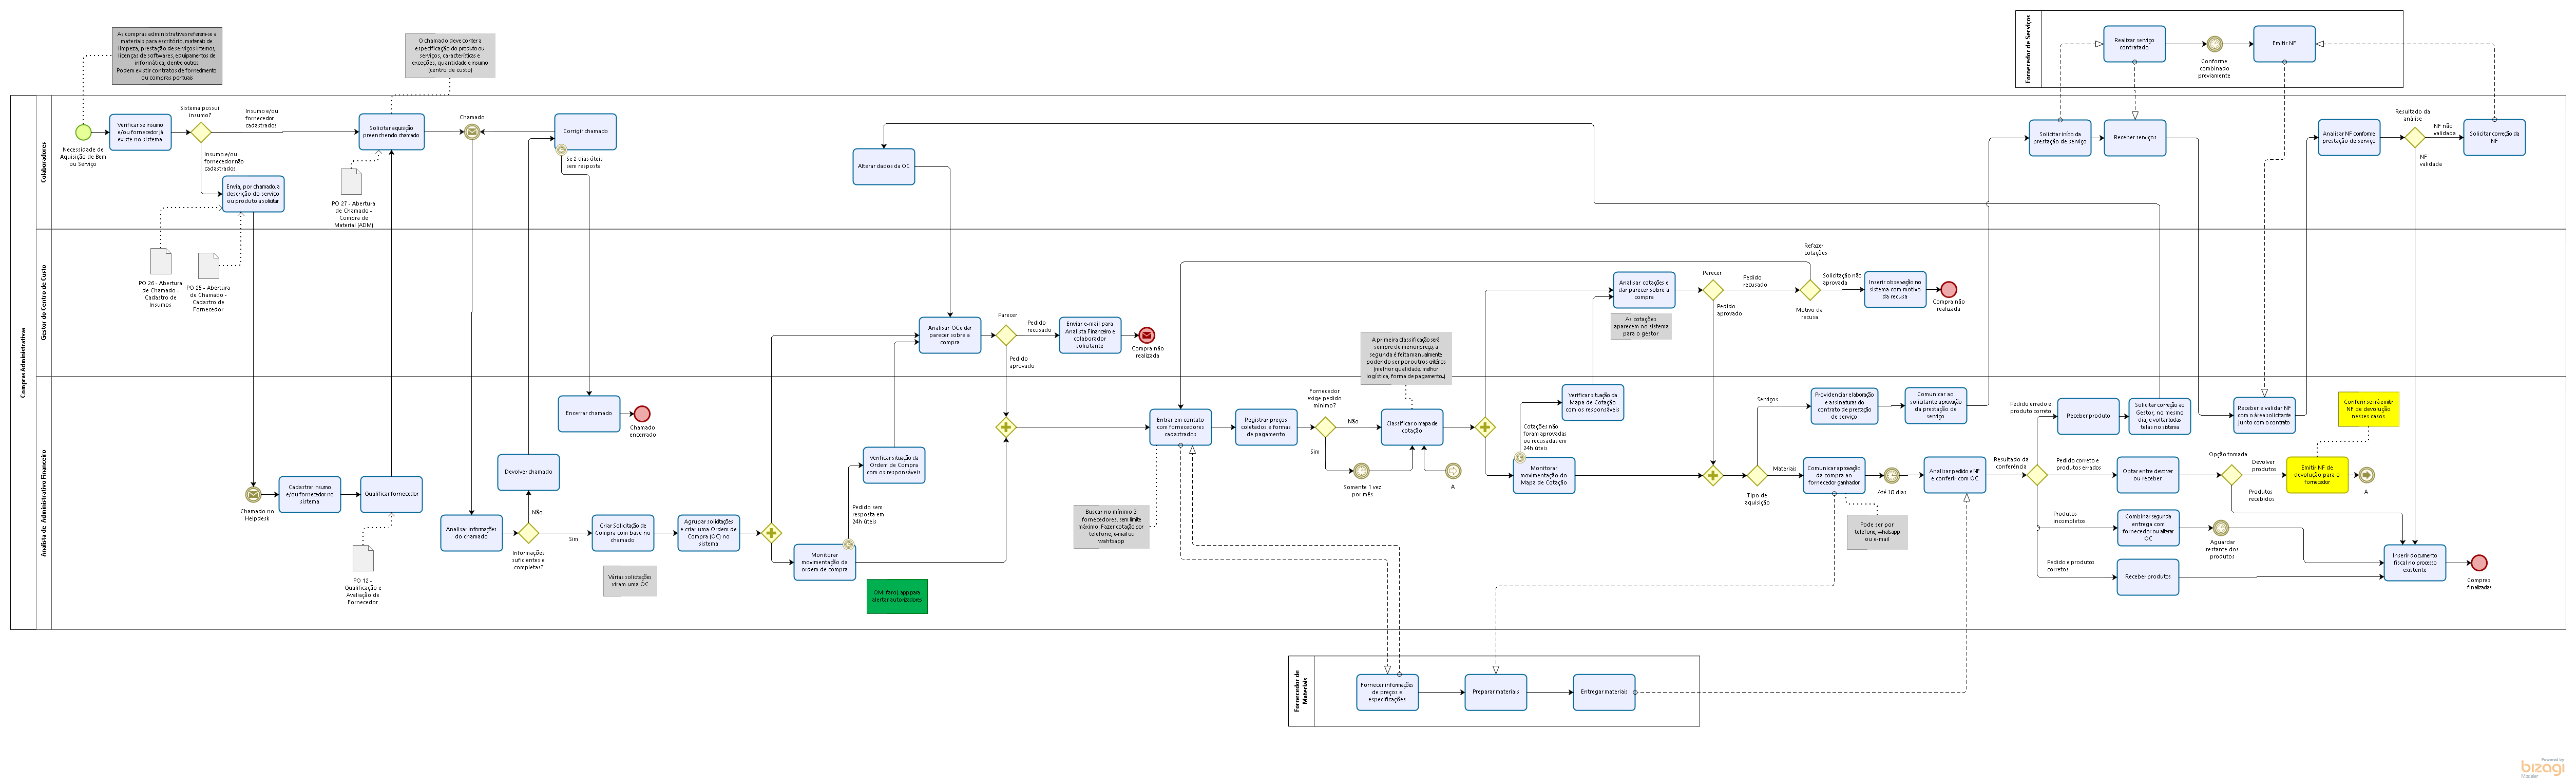 As compras administrativas referem-se a
materiais para escritório, materiais de
limpeza, prestação de serviços internos,
licenças de softwares, equipamentos de
informática, dentre outros.
Podem existir contratos de fornecimento
ou compras pontuais
O chamado deve conter a
especificação do produto ou
serviços, características e
exceções, quantidade e insumo
(centro de custo)
Fornecedor de Serviços
Realizar serviço
contratado
Conforme
combinado
previamente
Emitir NF
Compras Administrativas
Colaboradores
Necessidade de
Aquisição de Bem
ou Serviço
Verificar se insumo
e/ou fornecedor já
existe no sistema
Sistema possui
insumo?
Insumo e/ou
fornecedor
cadastrados
Insumo e/ou
fornecedor não
cadastrados
Envia, por chamado, a
descrição do serviço
ou produto a solicitar
Solicitar aquisição
preenchendo chamado
PO 27 - Abertura
de Chamado -
Compra de
Material (ADM)
Chamado
Corrigir chamado
Se 2 dias úteis
sem resposta
Alterar dados da OC
Solicitar início da
prestação de serviço
Receber serviços
Analisar NF conforme
prestação de serviço
Resultado da
análise
NF não
validada
NF
validada
Solicitar correção da
NF
Gestor do Centro de Custo
PO 26 - Abertura
de Chamado -
Cadastro de
Insumos
PO 25 - Abertura
de Chamado -
Cadastro de
Fornecedor
Analisar OC e dar
parecer sobre a
compra
Parecer
Pedido
recusado
Pedido
aprovado
Enviar e-mail para
Analista Financeiro e
colaborador
solicitante
Compra não
realizada
A primeira classificação será
sempre de menor preço, a
segunda é feita manualmente
podendo ser por outros critérios
(melhor qualidade, melhor
logística, forma de pagamento.)
Analisar cotações e
dar parecer sobre a
compra
As cotações
aparecem no sistema
para o gestor
Parecer
Pedido
recusado
Pedido
aprovado
Refazer
cotações
Motivo da
recusa
Solicitação não
aprovada
Inserir observação no
sistema com motivo
da recusa
Compra não
realizada
Analista de Administrativo Financeiro
Chamado no
Helpdesk
Cadastrar insumo
e/ou fornecedor no
sistema
Qualificar fornecedor
PO 12 -
Qualificação e
Avaliação de
Fornecedor
Analisar informações
do chamado
Devolver chamado
Não
Informações
suficientes e
completas?
Sim
Encerrar chamado
Chamado
encerrado
Criar Solicitação de
Compra com base no
chamado
Várias solicitações
viram uma OC
Agrupar solicitações
e criar uma Ordem de
Compra (OC) no
sistema
Monitorar
movimentação da
ordem de compra
Pedido sem
resposta em
24h úteis
Verificar situação da
Ordem de Compra
com os responsáveis
OM: farol, app para
alertar autorizadores
Entrar em contato
com fornecedores
cadastrados
Buscar no mínimo 3
fornecedores, sem limite
máximo. Fazer cotação por
telefone, e-mail ou
wahtsapp
Registrar preços
coletados e formas
de pagamento
Fornecedor
exige pedido
mínimo?
Não
Sim
Somente 1 vez
por mês
Classificar o mapa de
cotação
A
Cotações não
foram aprovadas
ou recusadas em
24h úteis
Monitorar
movimentação do
Mapa de Cotação
Verificar situação da
Mapa de Cotação
com os responsáveis
Tipo de
aquisição
Serviços
Materiais
Providenciar elaboração
e assinaturas do
contrato de prestação
de serviço
Comunicar ao
solicitante aprovação
da prestação de
serviço
Comunicar aprovação
da compra ao
fornecedor ganhador
Pode ser por
telefone, whatsapp
ou e-mail
Até 10 dias
Analisar pedido e NF
e conferir com OC
Resultado da
conferência
Pedido errado e
produto correto
Receber produto
Solicitar correção ao
Gestor, no mesmo
dia, e voltar todas
telas no sistema
Receber e validar NF
com o área solicitante
junto com o contrato
Pedido correto e
produtos errados
Optar entre devolver
ou receber
Opção tomada
Devolver
produtos
Produtos
recebidos
Conferir se irá emitir
NF de devolução
nesses casos
Emitir NF de
devolução para o
fornecedor
A
Produtos
incompletos
Combinar segunda
entrega com
fornecedor ou alterar
OC
Aguardar
restante dos
produtos
Pedido e produtos
corretos
Receber produtos
Inserir documento
fiscal no processo
existente
Compras
finalizadas
Fornecedor de
Materiais
Fornecer informações
de preços e
especificações
Preparar materiais
Entregar materiais
Powered by
bizagi
Modeler